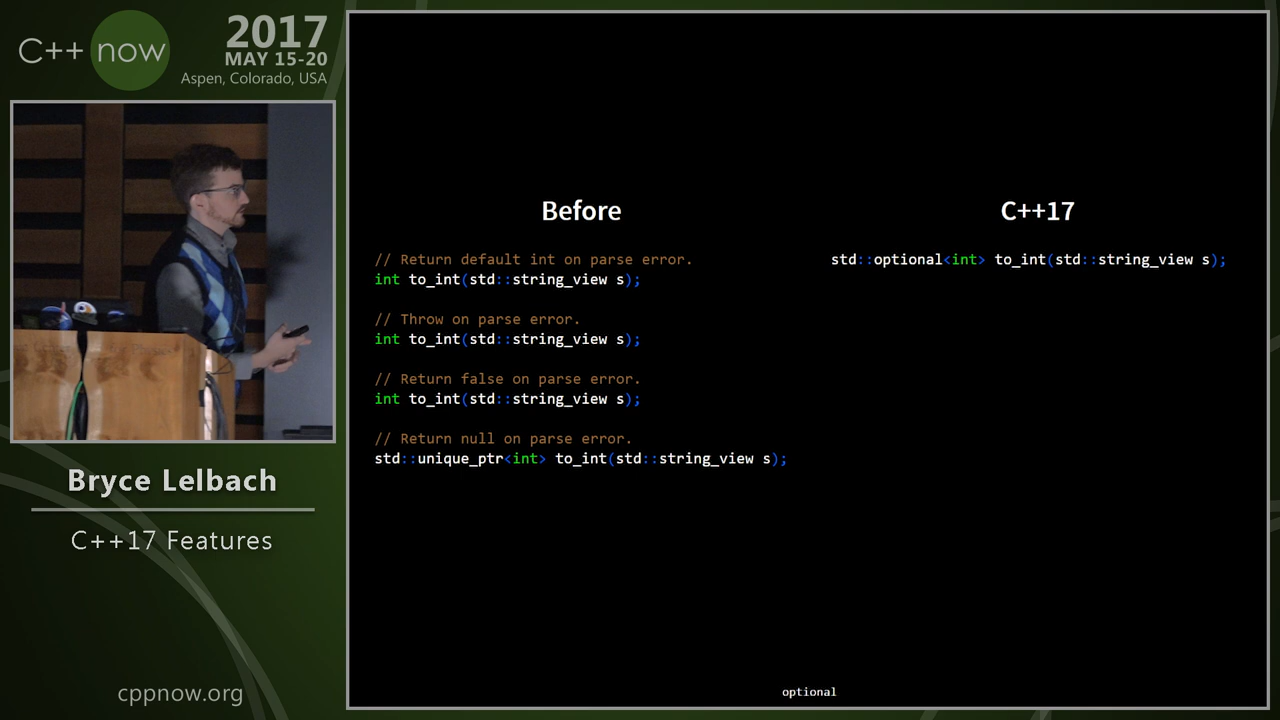 C++ now
2017
MAY 15-20
Aspen, Colorado, USA
Bryce Lelbach
C++17 Features
cppnow.org
Before
// Return default int on parse error.
int to_int(std::string_view s);
// Throw on parse error.
int to_int(std::string_view s);
// Return false on parse error.
int to_int(std::string_view s);
// Return null on parse error.
std::unique_ptr<int> to_int(std::string_view s);
C++17
std::optional<int> to_int(std::string_view s);
optional